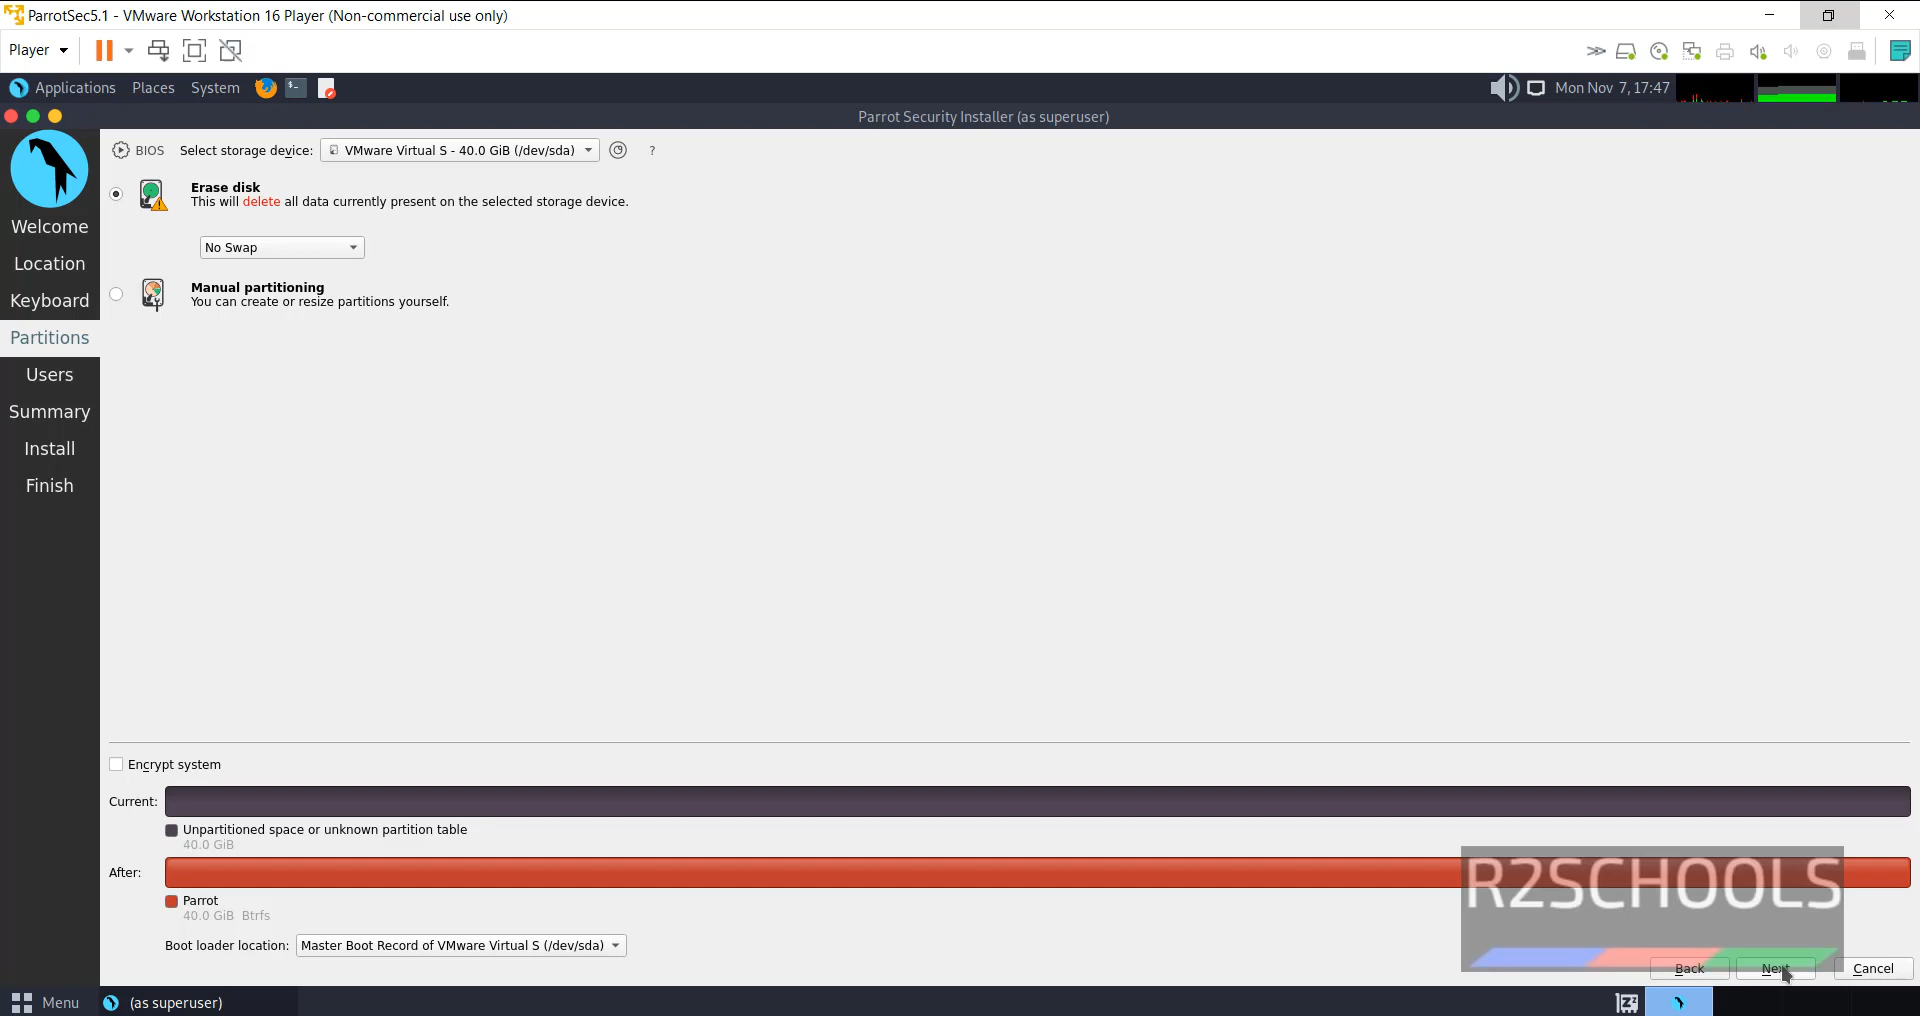 ParrotSec5.1 - VMware Workstation 16 Player (Non-commercial use only)
Player
Applications Places System
Mon Nov 7, 17:47
Parrot Security Installer (as superuser)
BIOS Select storage device: VMware Virtual S - 40.0 GiB (/dev/sda) ?
Erase disk
This will delete all data currently present on the selected storage device.
No Swap
Manual partitioning
You can create or resize partitions yourself.
Welcome
Location
Keyboard
Partitions
Users
Summary
Install
Finish
Encrypt system
Current:
Unpartitioned space or unknown partition table
40.0 GiB
After:
Parrot
40.0 GiB Btrfs
Boot loader location: Master Boot Record of VMware Virtual S (/dev/sda)
R2SCHOOLS
Back Next Cancel
Menu (as superuser)